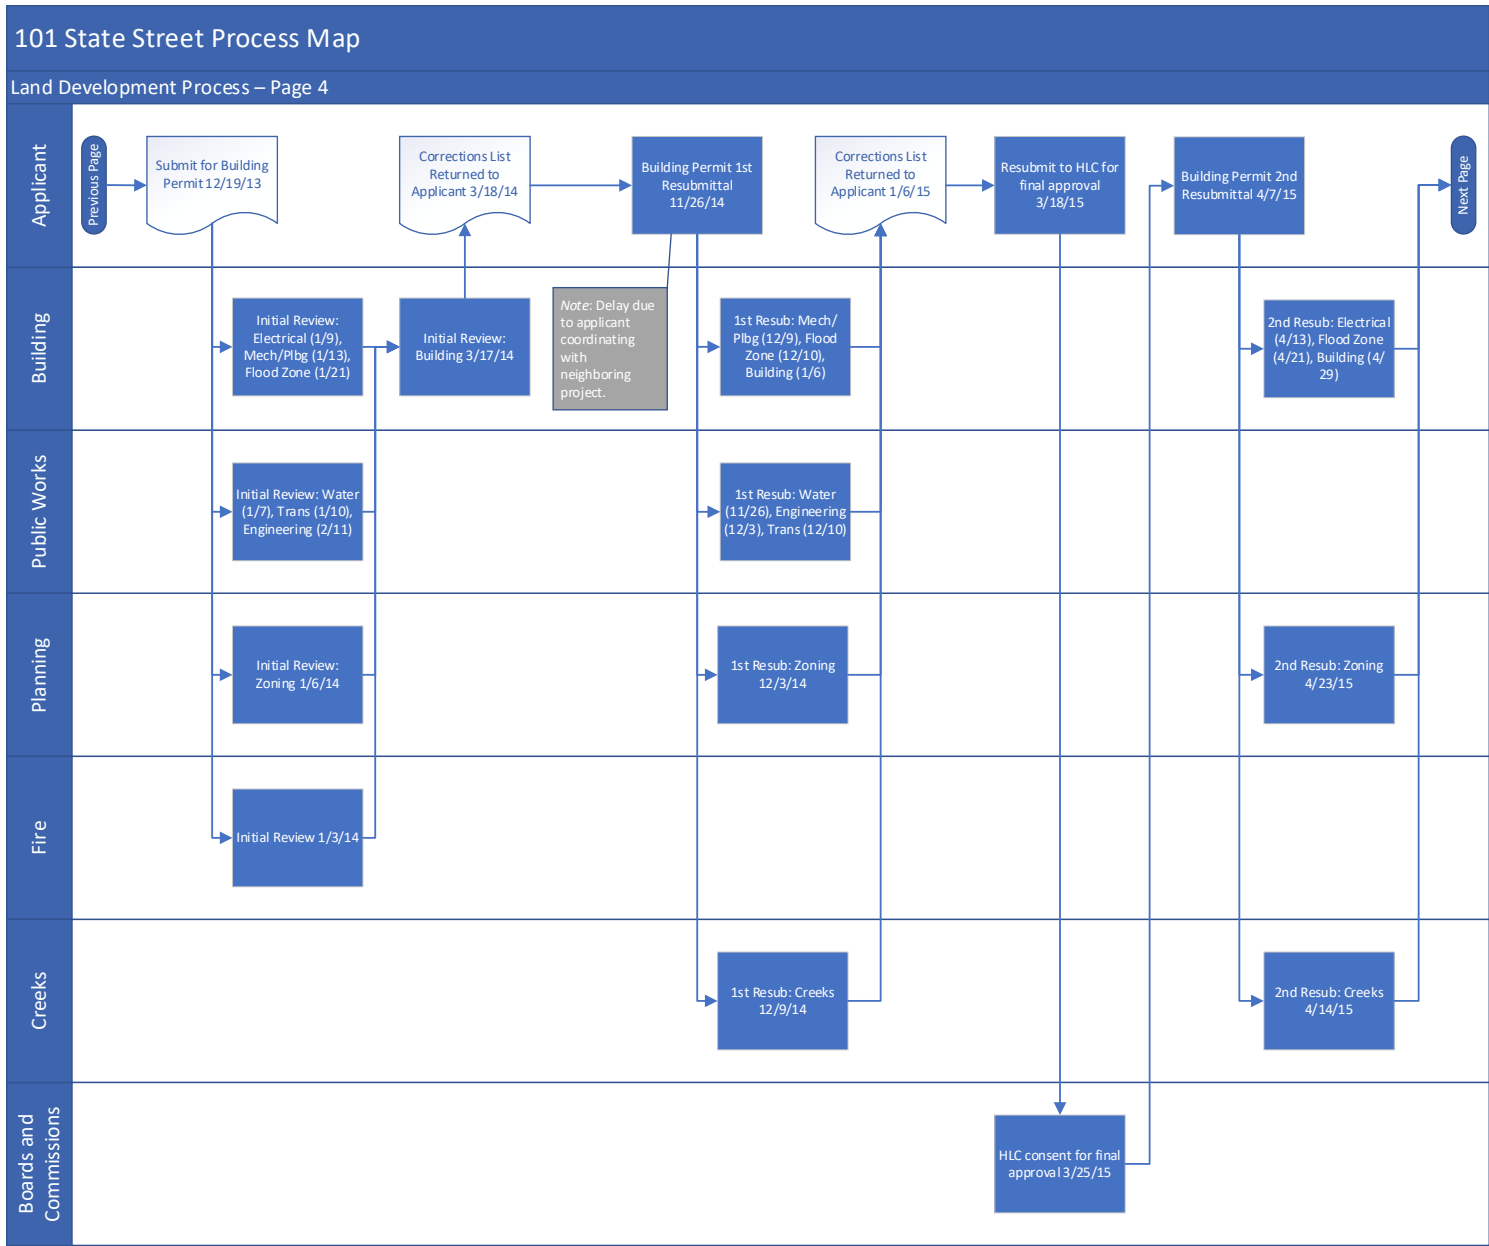 101 State Street Process Map
Land Development Process – Page 4
Applicant
Previous Page
Submit for Building
Permit 12/19/13
Corrections List
Returned to
Applicant 3/18/14
Building Permit 1st
Resubmittal
11/26/14
Corrections List
Returned to
Applicant 1/6/15
Resubmit to HLC for
final approval
3/18/15
Building Permit 2nd
Resubmittal 4/7/15
Next Page
Building
Initial Review:
Electrical (1/9),
Mech/Plbg (1/13),
Flood Zone (1/21)
Initial Review:
Building 3/17/14
Note: Delay due
to applicant
coordinating
with
neighboring
project.
1st Resub: Mech/
Plbg (12/9), Flood
Zone (12/10),
Building (1/6)
2nd Resub: Electrical
(4/13), Flood Zone
(4/21), Building (4/
29)
Public Works
Initial Review: Water
(1/7), Trans (1/10),
Engineering (2/11)
1st Resub: Water
(11/26), Engineering
(12/3), Trans (12/10)
Planning
Initial Review:
Zoning 1/6/14
1st Resub: Zoning
12/3/14
2nd Resub: Zoning
4/23/15
Fire
Initial Review 1/3/14
Creeks
1st Resub: Creeks
12/9/14
2nd Resub: Creeks
4/14/15
Boards and
Commissions
HLC consent for final
approval 3/25/15